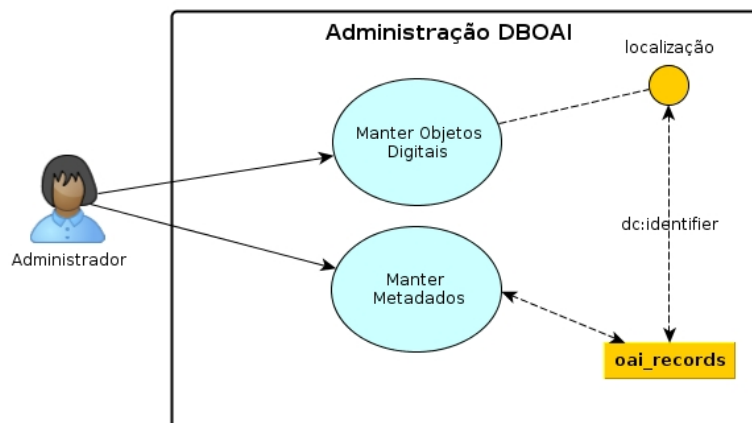 Administração DBOAI
localização
Manter Objetos
Digitais
dc:identifier
Administrador
Manter
Metadados
oai_records